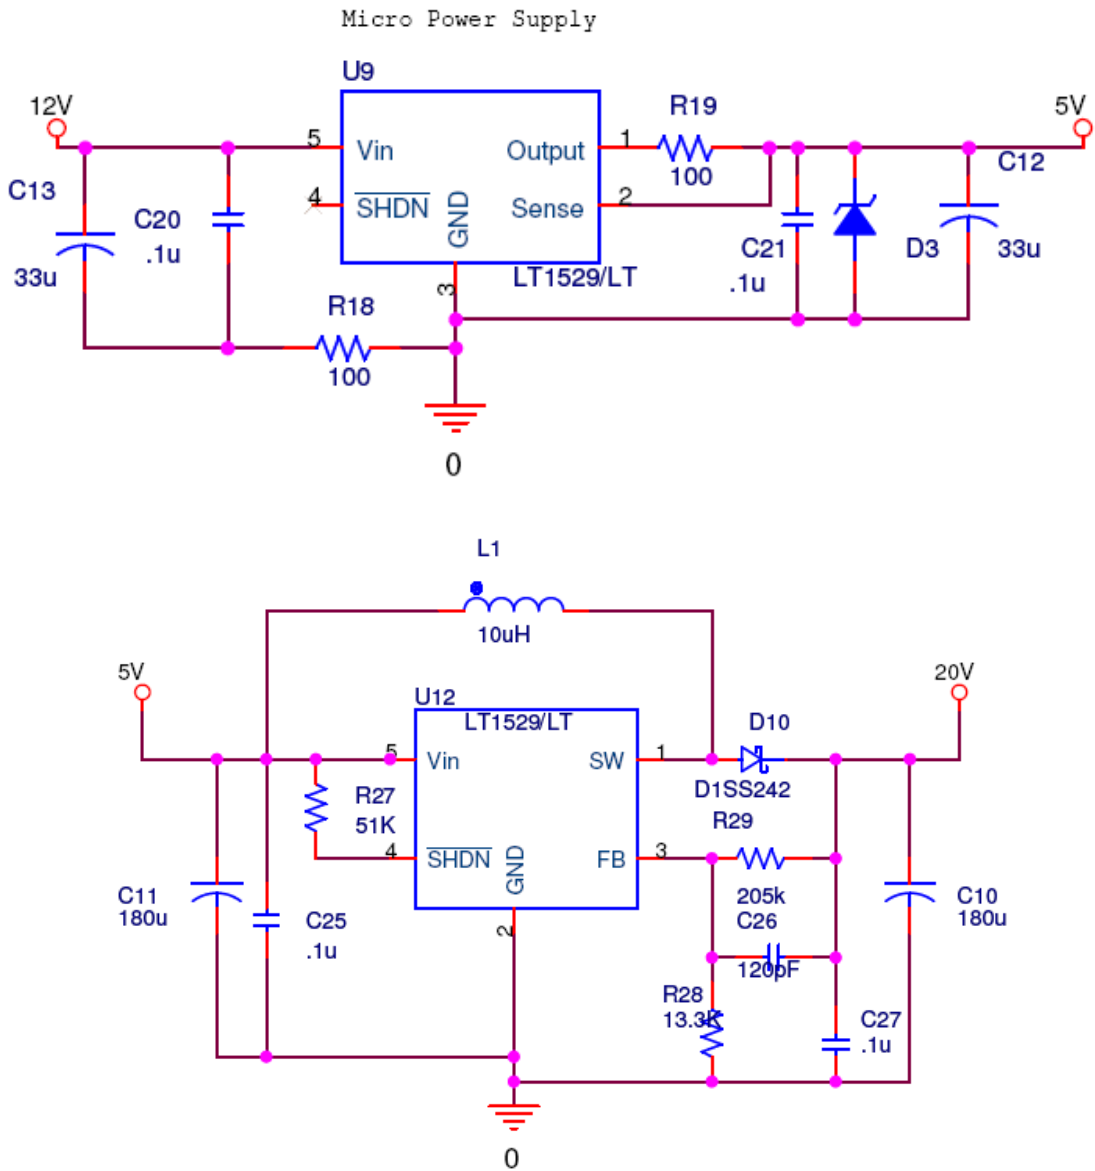 Micro Power Supply
U9
12V
R19
5V
5
Vin
Output
1
C12
C13
100
4
SHDN
GND
Sense
2
C20
.1u
C21
D3
33u
33u
.1u
LT1529/LT
3
R18
100
0
L1
10uH
5V
20V
U12
LT1529/LT
D10
5
Vin
SW
1
D1SS242
R27
51K
R29
4
SHDN
GND
FB
3
205k
C11
180u
C26
C10
180u
C25
.1u
2
120pF
R28
13.3K
C27
.1u
0